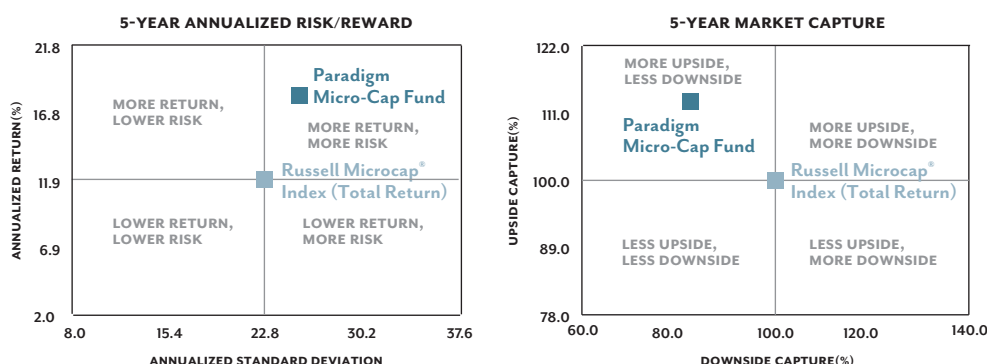 5-YEAR ANNUALIZED RISK/REWARD
21.8
16.8
11.9
6.9
2.0
ANNUALIZED RETURN(%)
MORE RETURN,
LOWER RISK
Paradigm
Micro-Cap Fund
MORE RETURN,
MORE RISK
Russell Microcap®
Index (Total Return)
LOWER RETURN,
LOWER RISK
LOWER RETURN,
MORE RISK
8.0 15.4 22.8 30.2 37.6
ANNUALIZED STANDARD DEVIATION
5-YEAR MARKET CAPTURE
122.0
111.0
100.0
89.0
78.0
UPSIDE CAPTURE(%)
MORE UPSIDE,
LESS DOWNSIDE
Paradigm
Micro-Cap Fund
MORE UPSIDE,
MORE DOWNSIDE
Russell Microcap®
Index (Total Return)
LESS UPSIDE,
LESS DOWNSIDE
LESS UPSIDE,
MORE DOWNSIDE
60.0 80.0 100.0 120.0 140.0
DOWNSIDE CAPTURE(%)